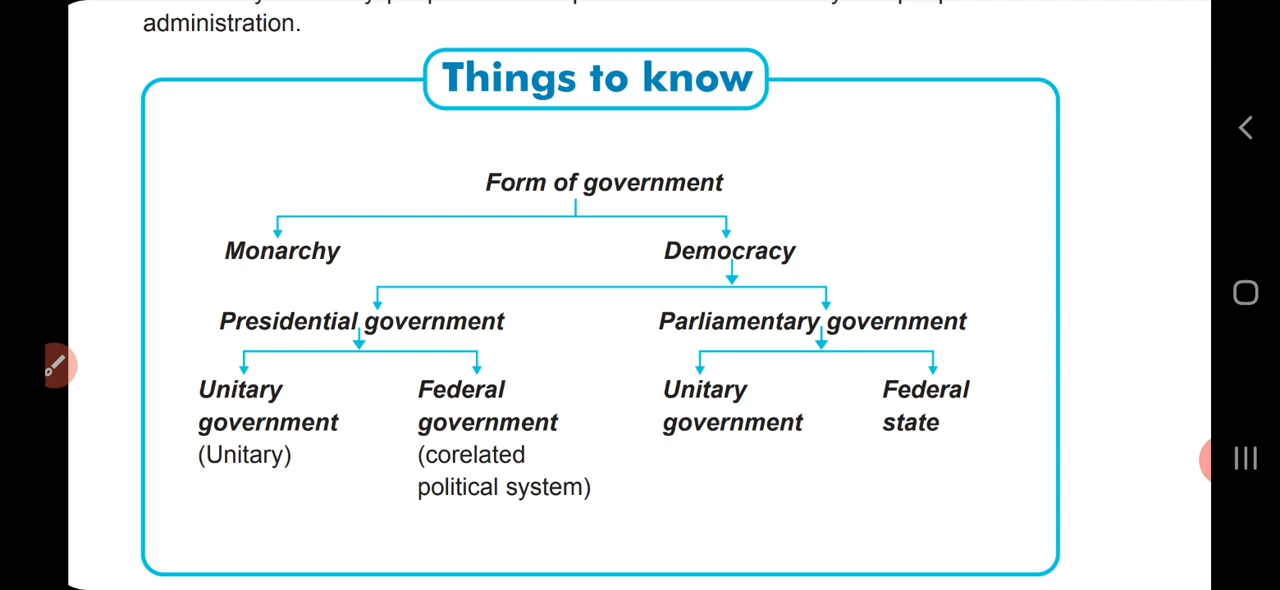 administration.
Things to know
Form of government
Monarchy
Democracy
Presidential government
Parliamentary government
Unitary
government
(Unitary)
Federal
government
(corelated
political system)
Unitary
government
Federal
state